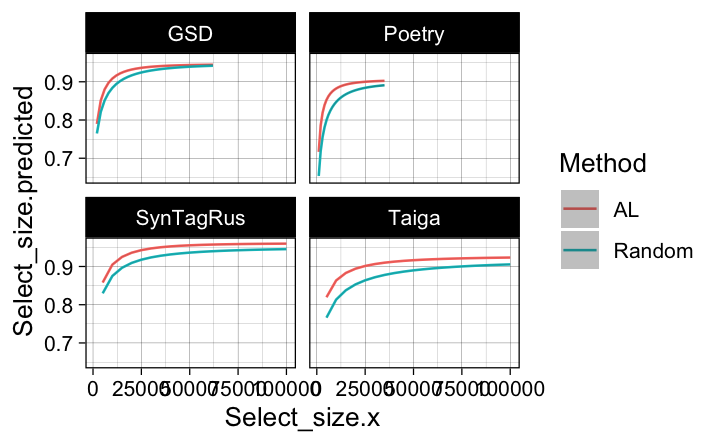 GSD Poetry
0.9
0.8
0.7
SynTagRus Taiga
0.9
0.8
0.7
0 25000 50000 75000 100000 0 25000 50000 75000 100000
Select_size.x
Select_size.predicted
Method
AL
Random